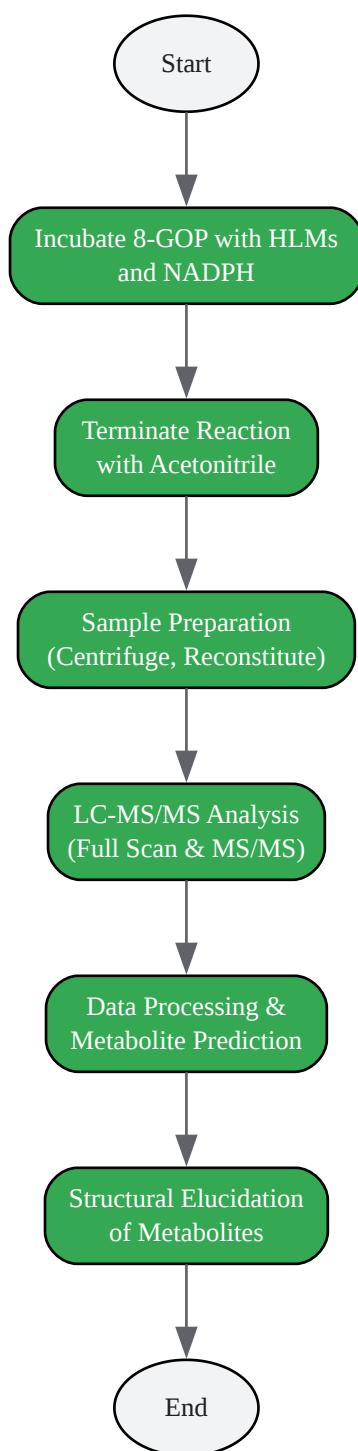 Start
Incubate 8-GOP with HLMs
and NADPH
Terminate Reaction
with Acetonitrile
Sample Preparation
(Centrifuge, Reconstitute)
LC-MS/MS Analysis
(Full Scan & MS/MS)
Data Processing &
Metabolite Prediction
Structural Elucidation
of Metabolites
End